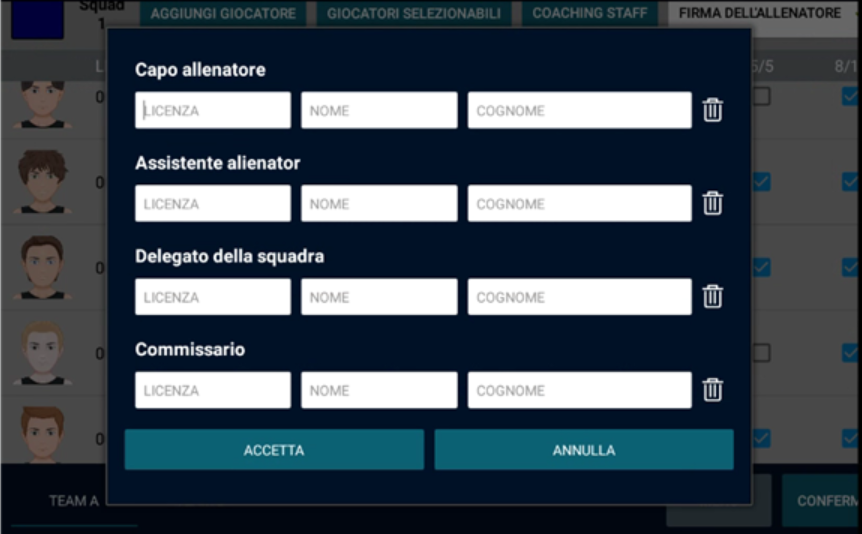 Squad
1
AGGIUNGI GIOCATORE
GIOCATORI SELEZIONABILI
COACHING STAFF
FIRMA DELL'ALLENATORE
L
5/5
8/1
Capo allenatore
LICENZA
NOME
COGNOME
0
Assistente alienator
LICENZA
NOME
COGNOME
0
Delegato della squadra
LICENZA
NOME
COGNOME
0
Commissario
LICENZA
NOME
COGNOME
0
ACCETTA
ANNULLA
0
TEAM A
CONFERM